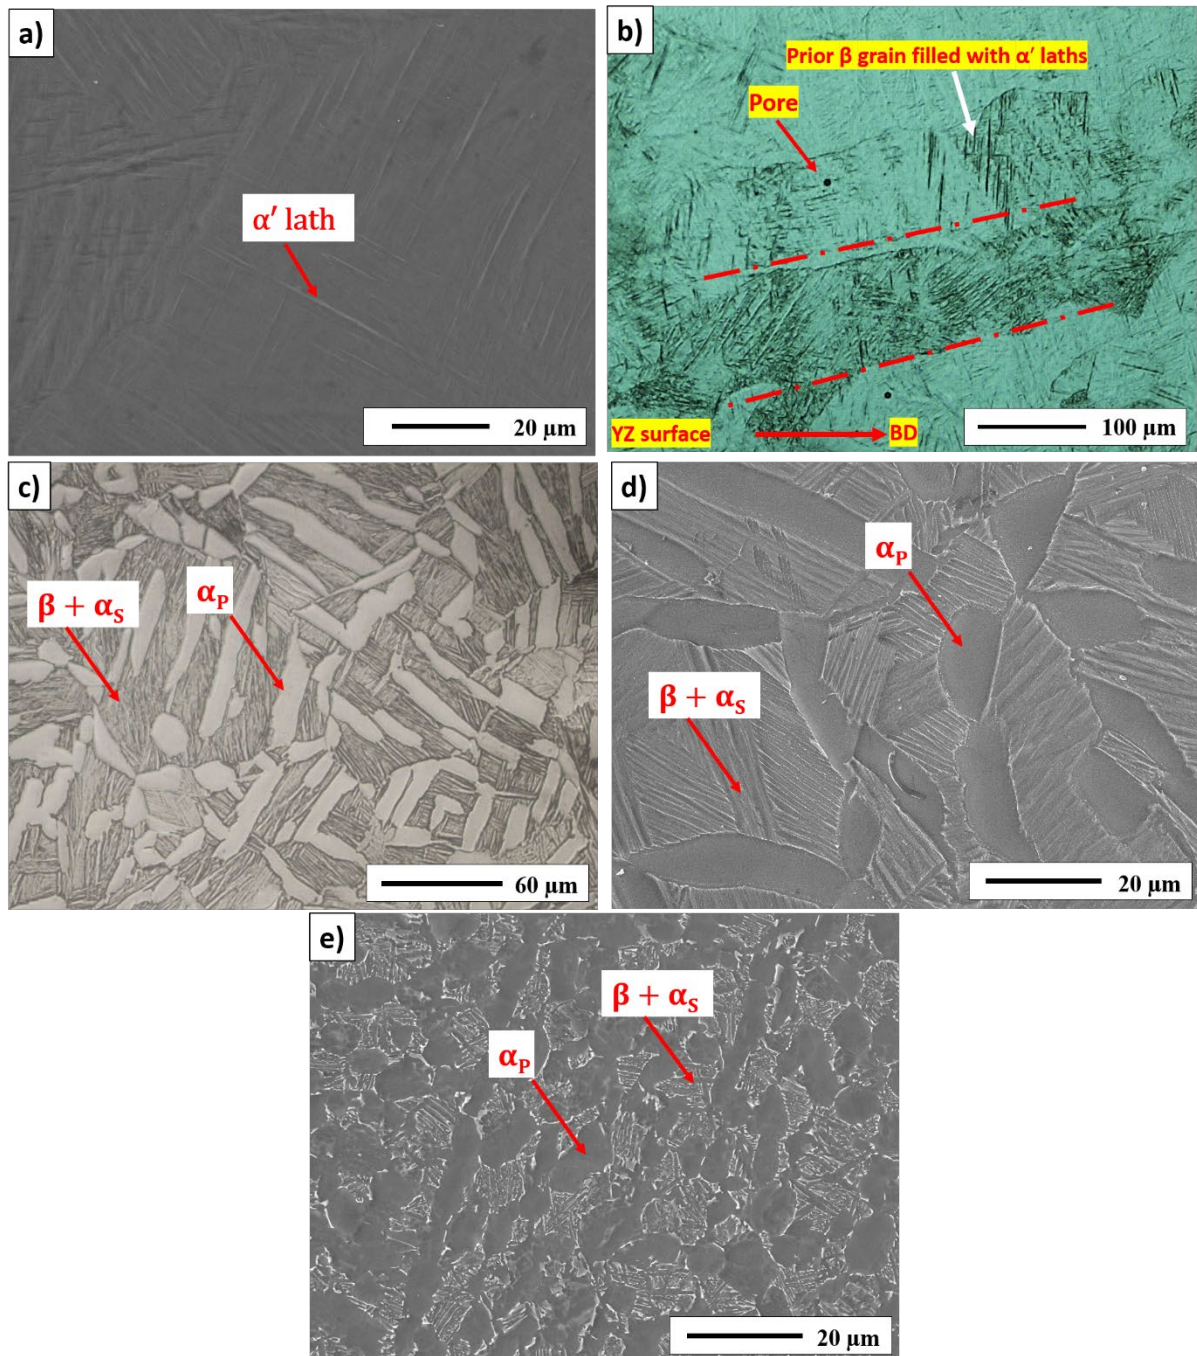 a)
α′ lath
20 μm
b)
Prior β grain filled with α′ laths
Pore
YZ surface
BD
100 μm
c)
β + αS
αP
60 μm
d)
αP
β + αS
20 μm
e)
β + αS
αP
20 μm